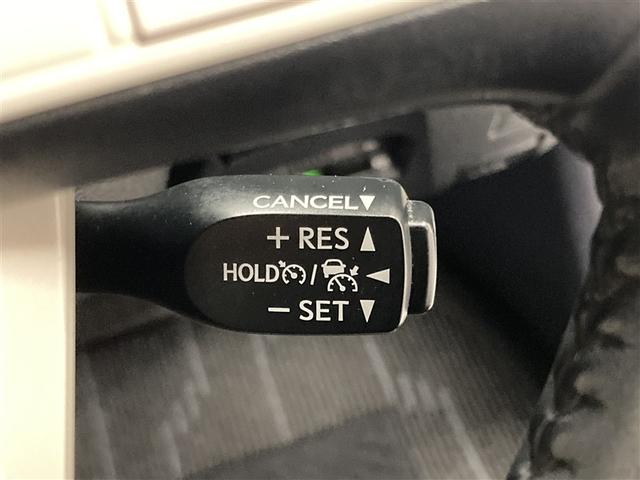 CANCEL▼
+ RES ▲
HOLD / ◀
− SET ▼